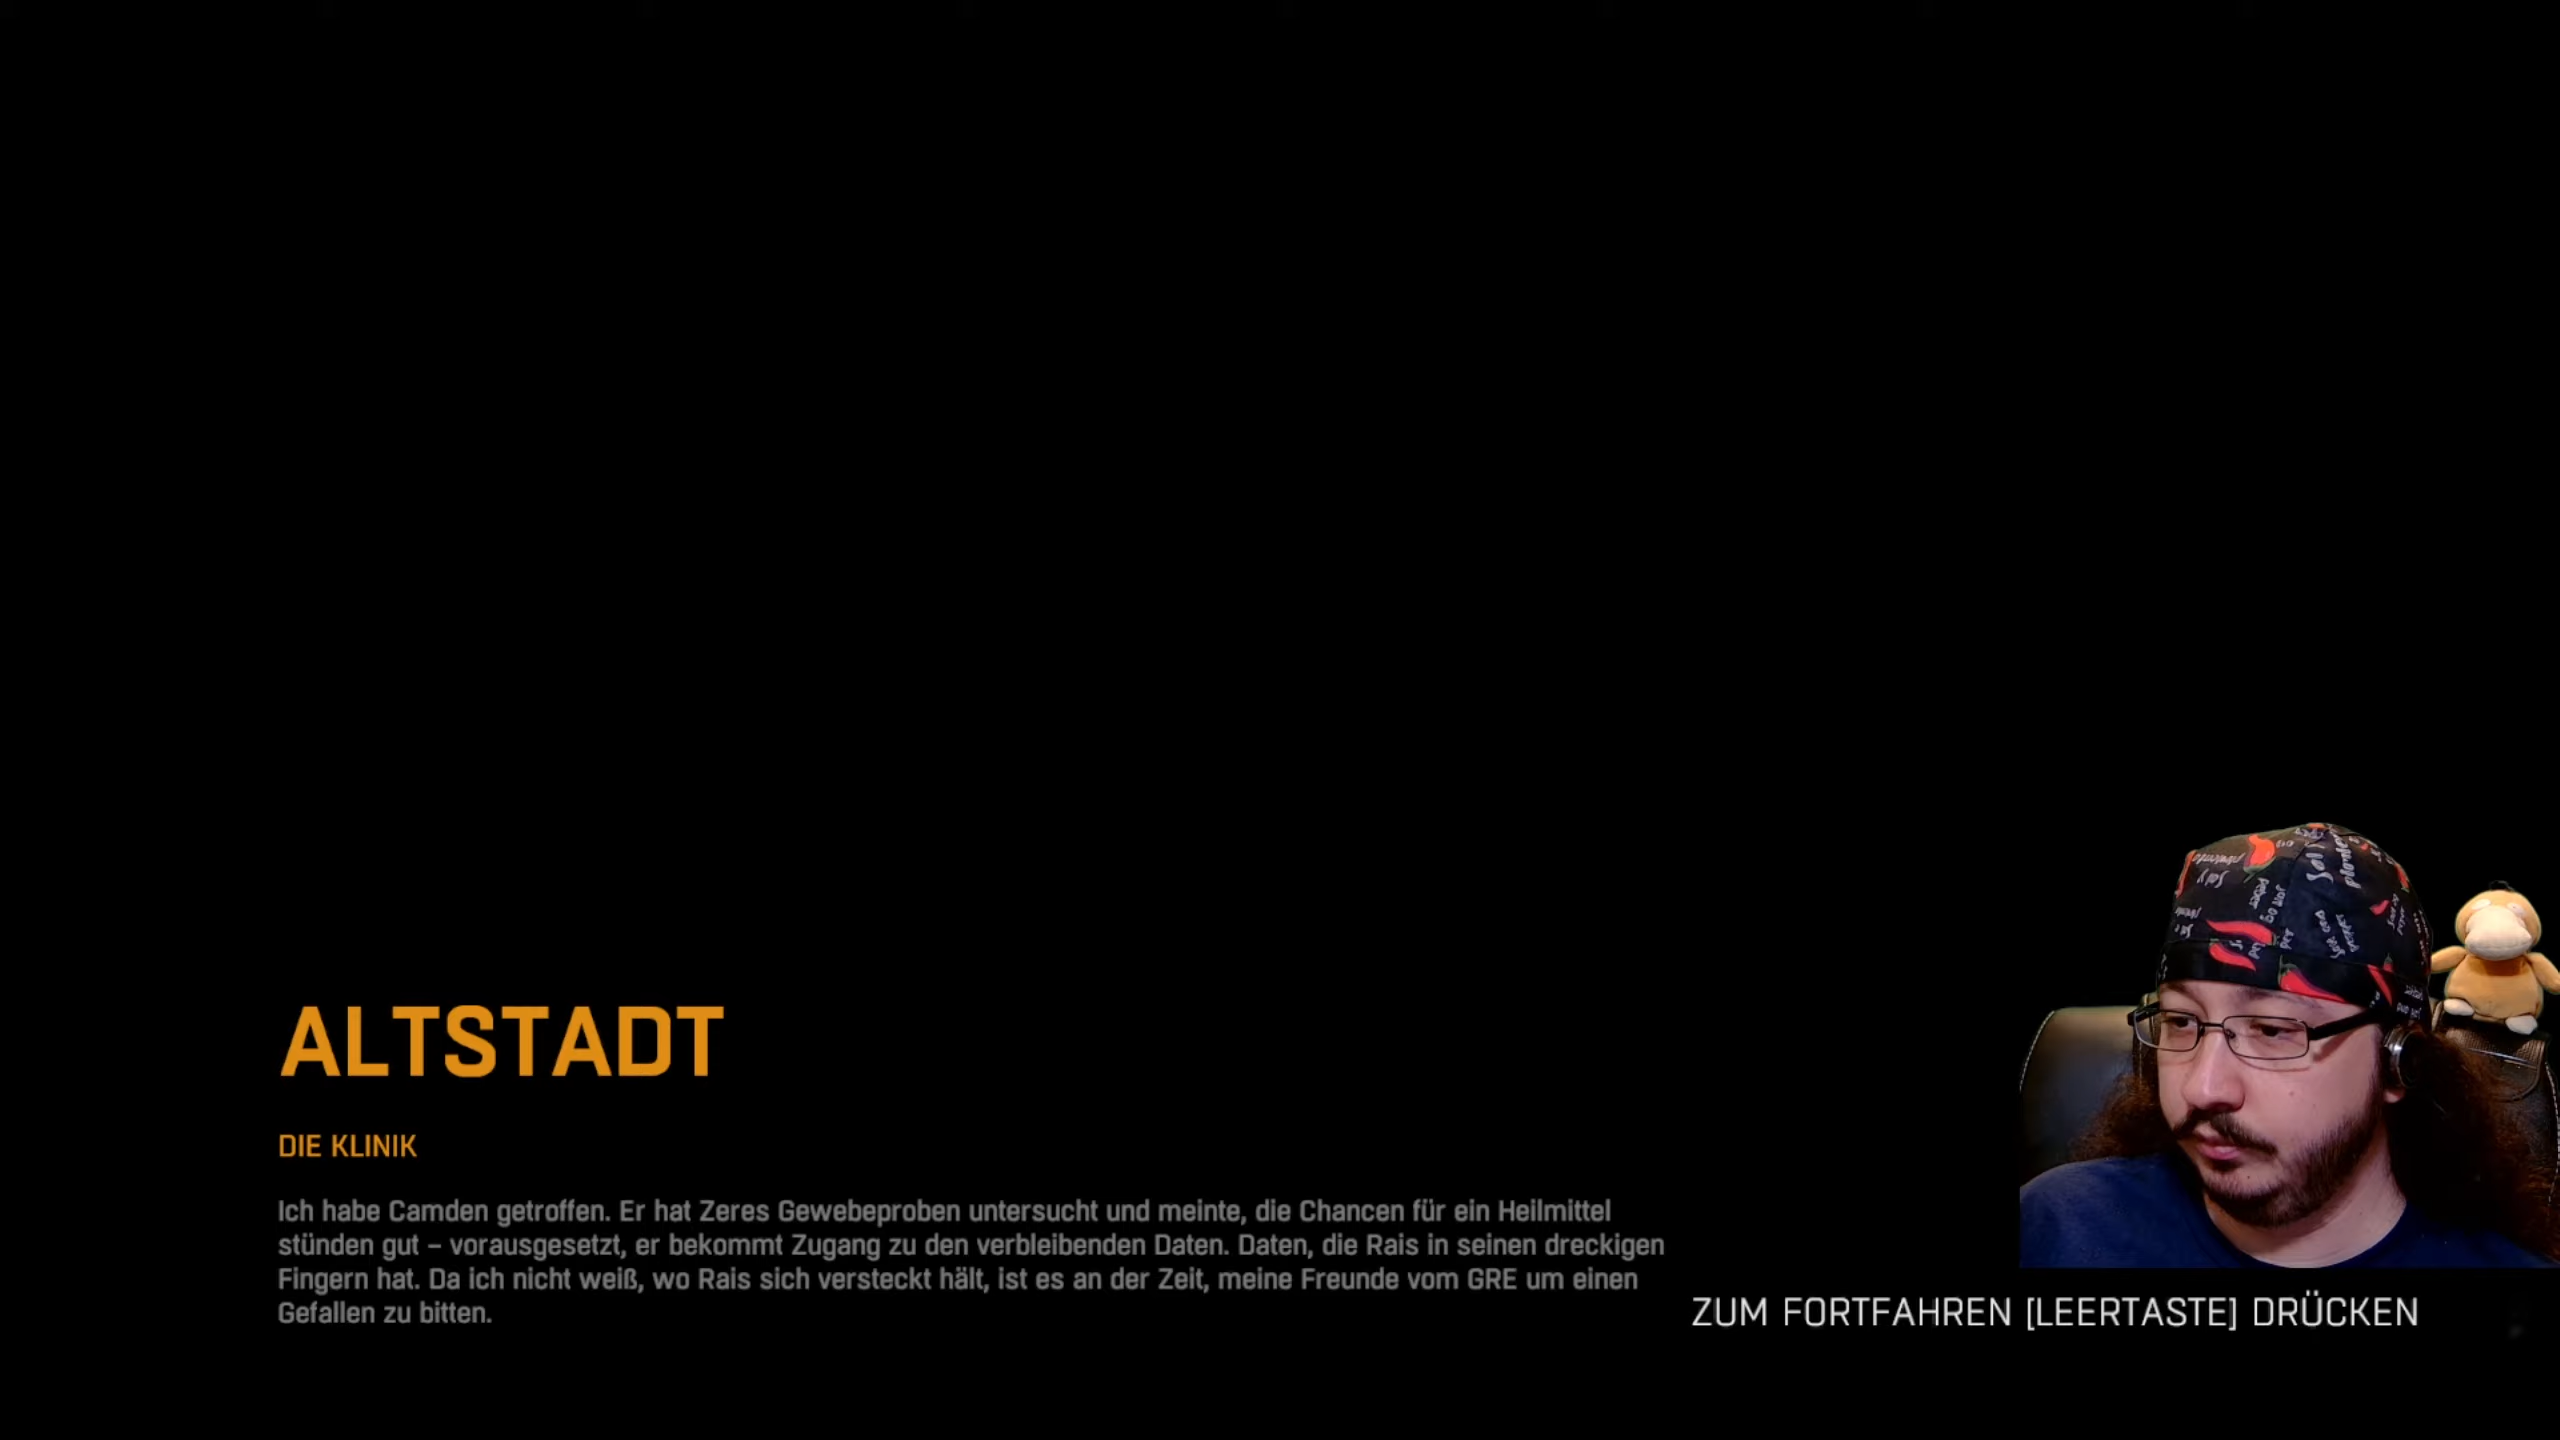 ALTSTADT
DIE KLINIK
Ich habe Camden getroffen. Er hat Zeres Gewebeproben untersucht und meinte, die Chancen für ein Heilmittel
stünden gut – vorausgesetzt, er bekommt Zugang zu den verbleibenden Daten. Daten, die Rais in seinen dreckigen
Fingern hat. Da ich nicht weiß, wo Rais sich versteckt hält, ist es an der Zeit, meine Freunde vom GRE um einen
Gefallen zu bitten.
ZUM FORTFAHREN [LEERTASTE] DRÜCKEN